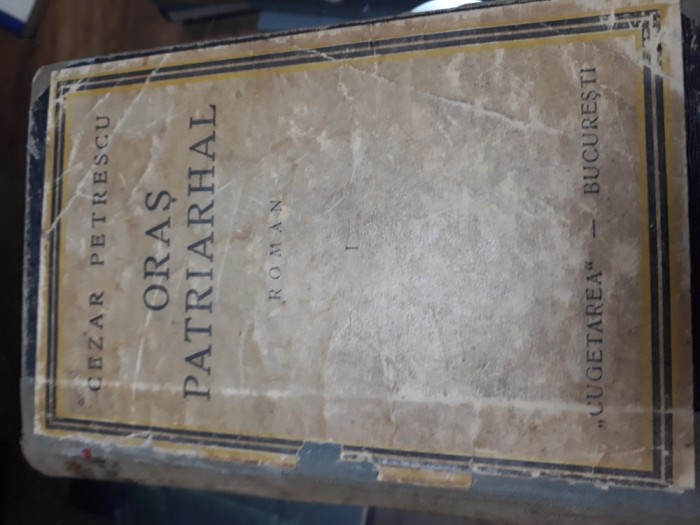 CEZAR PETRESCU
ORAȘ
PATRIARHAL
ROMAN
I
„CUGETAREA“ — BUCUREȘTI